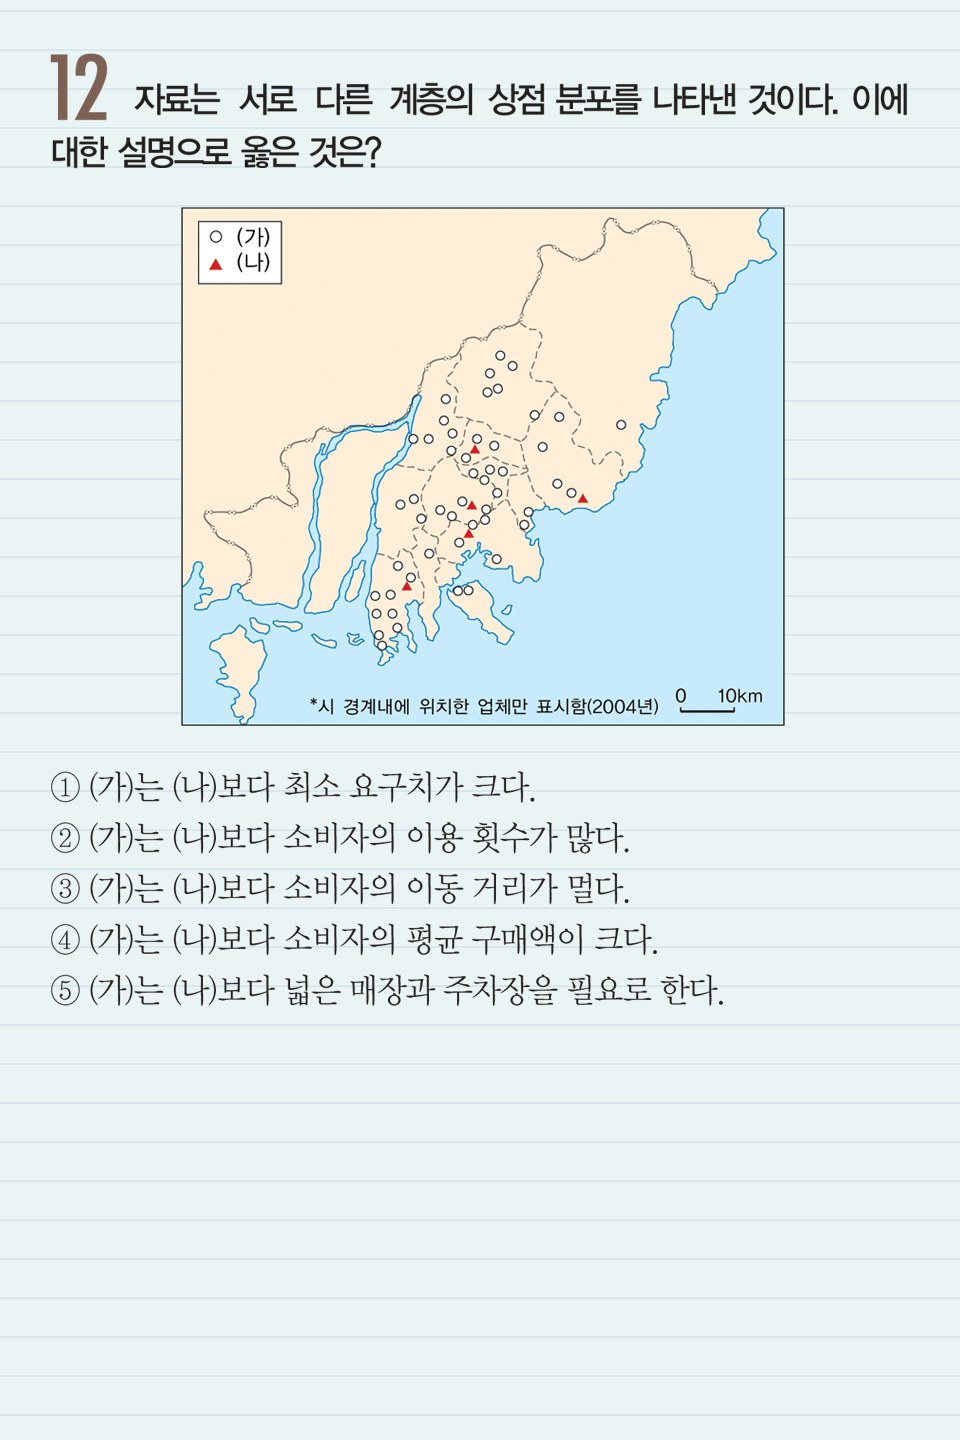 12 자료는 서로 다른 계층의 상점 분포를 나타낸 것이다. 이에
대한 설명으로 옳은 것은?
(가)
(나)
*시 경계내에 위치한 업체만 표시함(2004년)
0 10km
① (가)는 (나)보다 최소 요구치가 크다.
② (가)는 (나)보다 소비자의 이용 횟수가 많다.
③ (가)는 (나)보다 소비자의 이동 거리가 멀다.
④ (가)는 (나)보다 소비자의 평균 구매액이 크다.
⑤ (가)는 (나)보다 넓은 매장과 주차장을 필요로 한다.